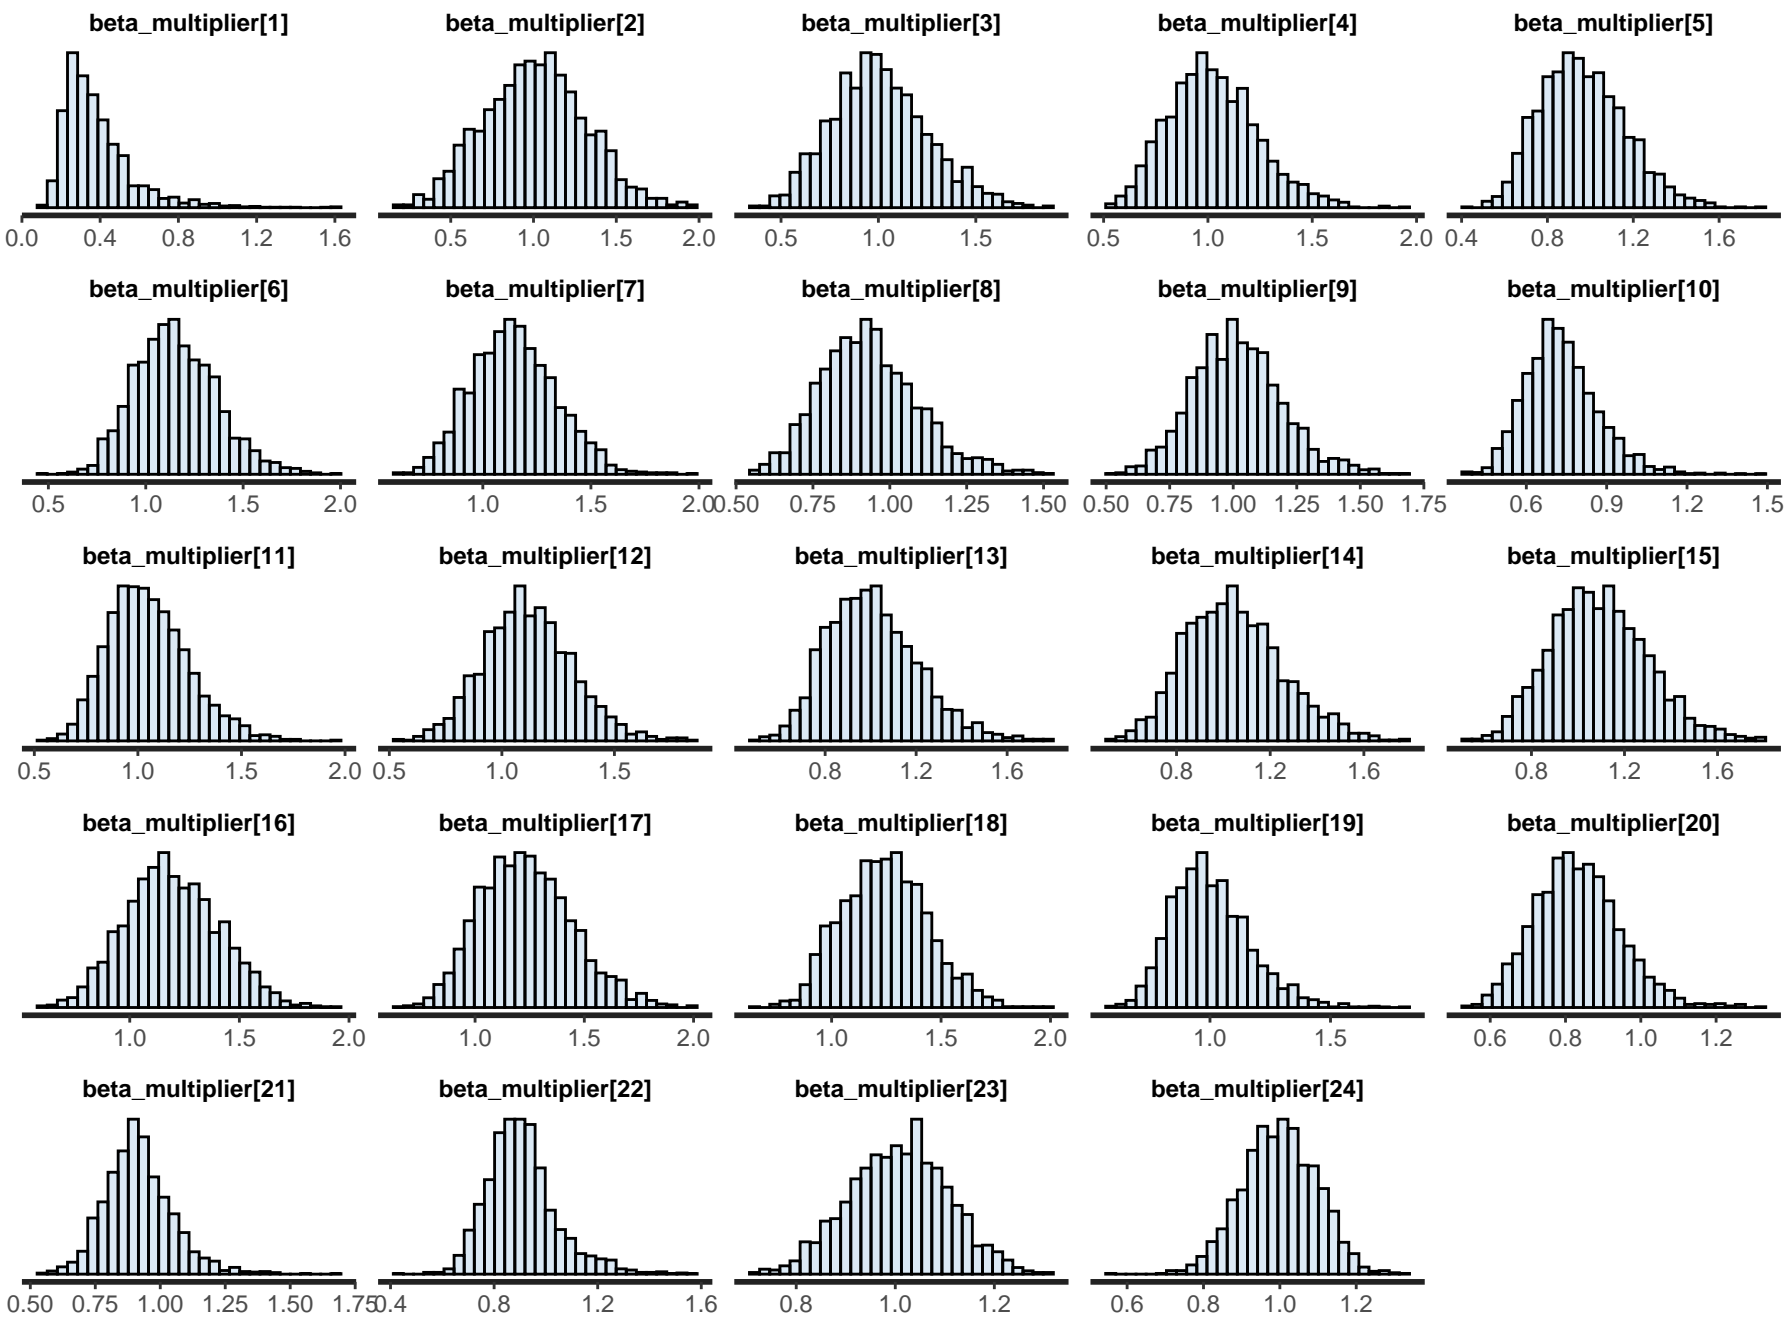 beta_multiplier[1] beta_multiplier[2] beta_multiplier[3] beta_multiplier[4] beta_multiplier[5]
0.0 0.4 0.8 1.2 1.6 0.5 1.0 1.5 2.0 0.5 1.0 1.5 0.5 1.0 1.5 2.0 0.4 0.8 1.2 1.6
beta_multiplier[6] beta_multiplier[7] beta_multiplier[8] beta_multiplier[9] beta_multiplier[10]
0.5 1.0 1.5 2.0 1.0 1.5 2.0 0.50 0.75 1.00 1.25 1.50 0.50 0.75 1.00 1.25 1.50 1.75 0.6 0.9 1.2 1.5
beta_multiplier[11] beta_multiplier[12] beta_multiplier[13] beta_multiplier[14] beta_multiplier[15]
0.5 1.0 1.5 2.0 0.5 1.0 1.5 0.8 1.2 1.6 0.8 1.2 1.6 0.8 1.2 1.6
beta_multiplier[16] beta_multiplier[17] beta_multiplier[18] beta_multiplier[19] beta_multiplier[20]
1.0 1.5 2.0 1.0 1.5 2.0 1.0 1.5 2.0 1.0 1.5 0.6 0.8 1.0 1.2
beta_multiplier[21] beta_multiplier[22] beta_multiplier[23] beta_multiplier[24]
0.50 0.75 1.00 1.25 1.50 1.75 0.4 0.8 1.2 1.6 0.8 1.0 1.2 0.6 0.8 1.0 1.2